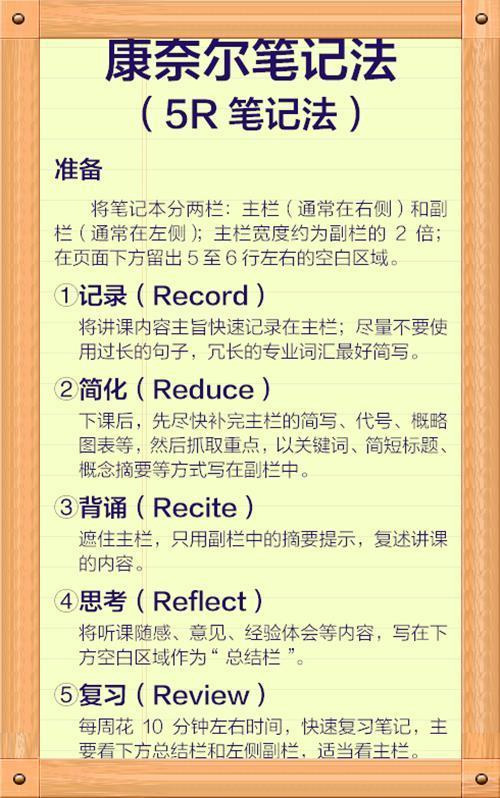 康奈尔笔记法
（5R 笔记法）
准备
将笔记本分两栏：主栏（通常在右侧）和副
栏（通常在左侧）；主栏宽度约为副栏的 2 倍；
在页面下方留出5至6行左右的空白区域。
①记录（Record）
将讲课内容主旨快速记录在主栏；尽量不要使
用过长的句子，冗长的专业词汇最好简写。
②简化（Reduce）
下课后，先尽快补完主栏的简写、代号、概略
图表等，然后抓取重点，以关键词、简短标题、
概念摘要等方式写在副栏中。
③背诵（Recite）
遮住主栏，只用副栏中的摘要提示，复述讲课
的内容。
④思考（Reflect）
将听课随感、意见、经验体会等内容，写在下
方空白区域作为“总结栏”。
⑤复习（Review）
每周花 10 分钟左右时间，快速复习笔记，主
要看下方总结栏和左侧副栏，适当看主栏。